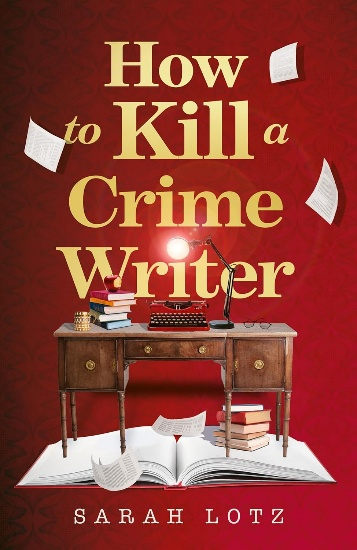 How
to Kill a
Crime
Writer
SARAH LOTZ